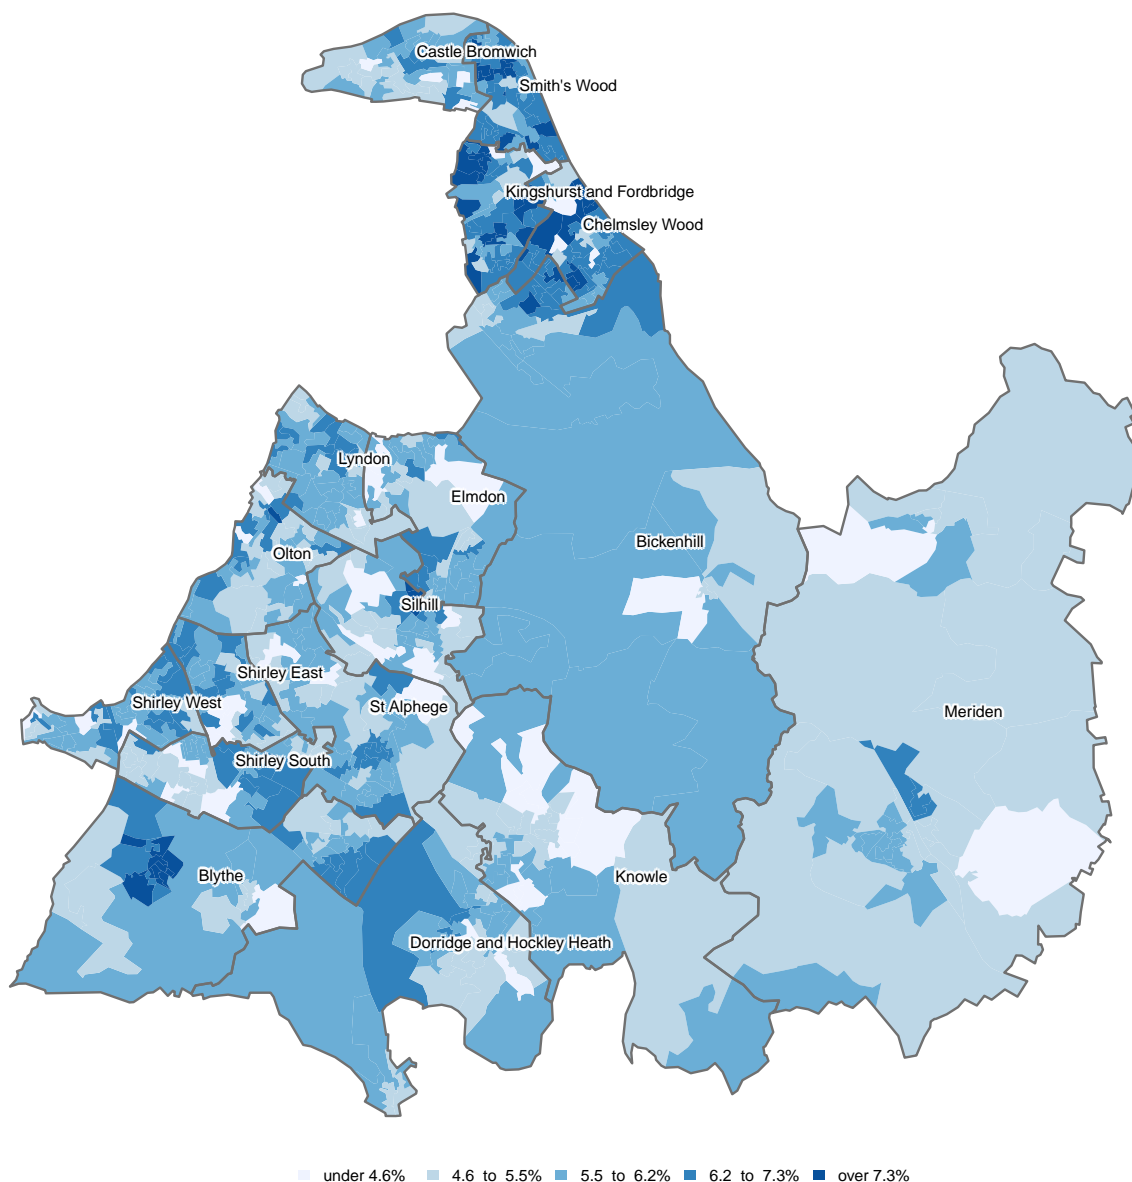 Castle Bromwich
Smith's Wood
Kingshurst and Fordbridge
Chelmsley Wood
Lyndon
Elmdon
Bickenhill
Olton
Silhill
Shirley East
Shirley West
St Alphege
Meriden
Shirley South
Blythe
Knowle
Dorridge and Hockley Heath
under 4.6% 4.6 to 5.5% 5.5 to 6.2% 6.2 to 7.3% over 7.3%